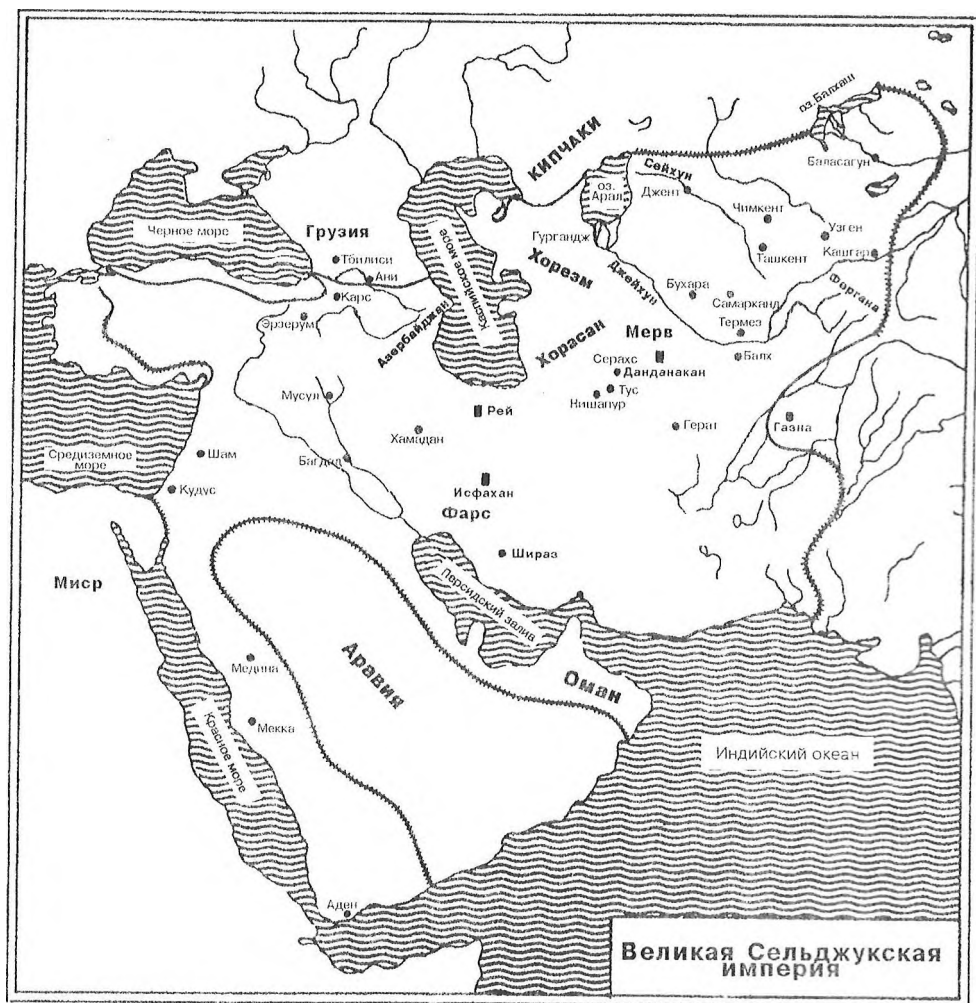 оз. Балхаш
КИПЧАКИ
Баласагун
Сейхун
оз.
Арал
Джент
Чимкент
Черное море
Грузия
Тбилиси
Ани
Карс
Эрзерум
Азербайджан
Каспийское море
Гургандж
Хорезм
Джейхун
Узген
Ташкент
Кашгар
Бухара
Самарканд
Фергана
Термез
Мерв
Хорасан
Серахс
Данданакан
Балх
Тус
Нишапур
Мусул
Рей
Хамадан
Герат
Газна
Средиземное
море
Шам
Багдад
Кудус
Исфахан
Фарс
Шираз
Миср
Персидский залив
Медина
Аравия
Оман
Мекка
Красное море
Индийский океан
Аден
Великая Сельджукская
империя